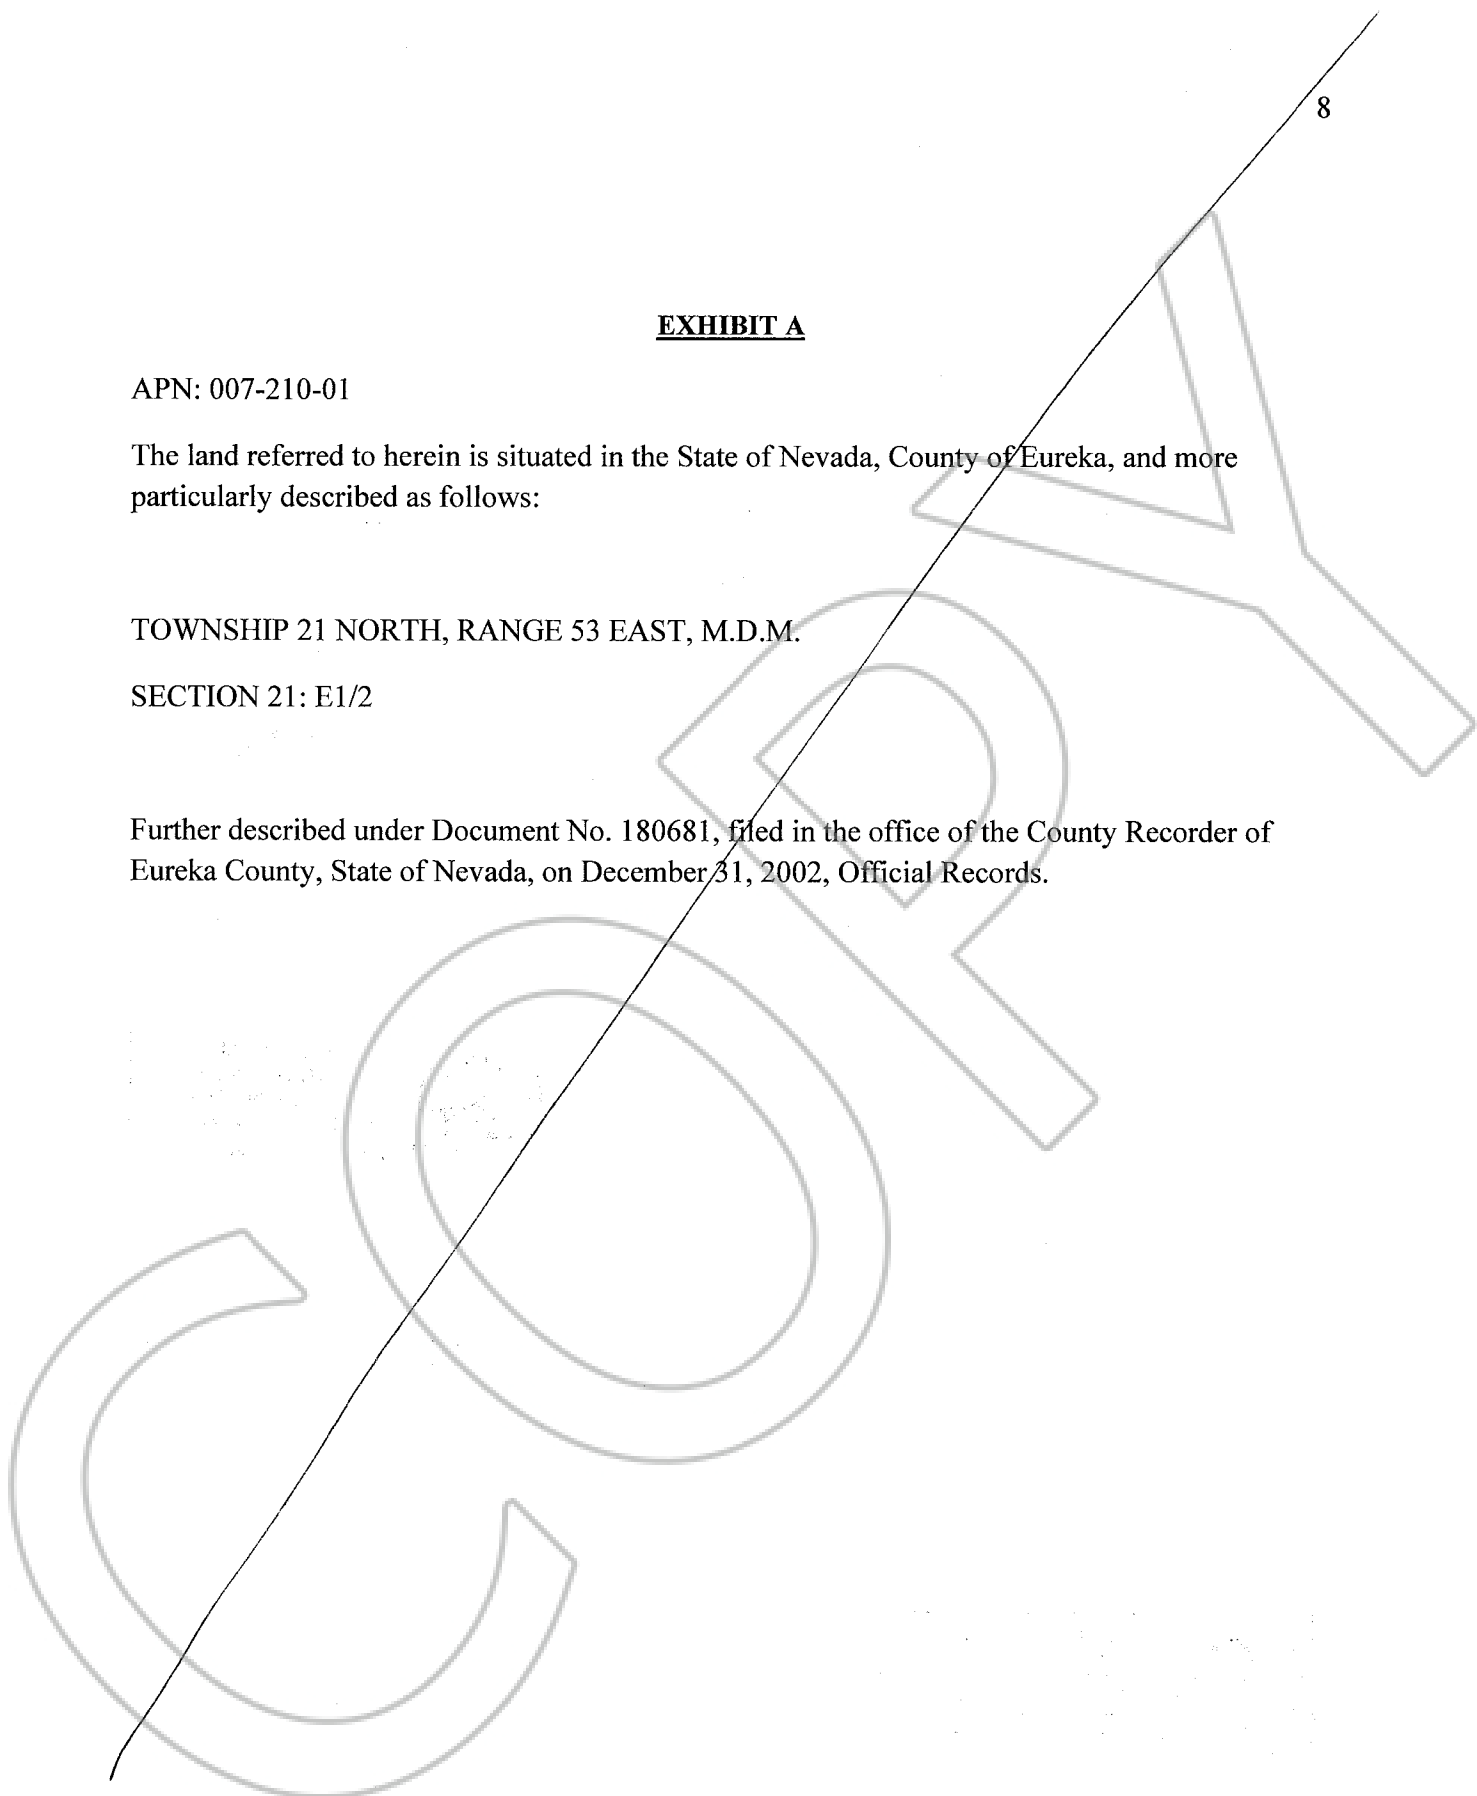 8
EXHIBIT A
APN: 007-210-01
The land referred to herein is situated in the State of Nevada, County of Eureka, and more
particularly described as follows:
TOWNSHIP 21 NORTH, RANGE 53 EAST, M.D.M.
SECTION 21: E1/2
Further described under Document No. 180681, filed in the office of the County Recorder of
Eureka County, State of Nevada, on December 31, 2002, Official Records.
COPY